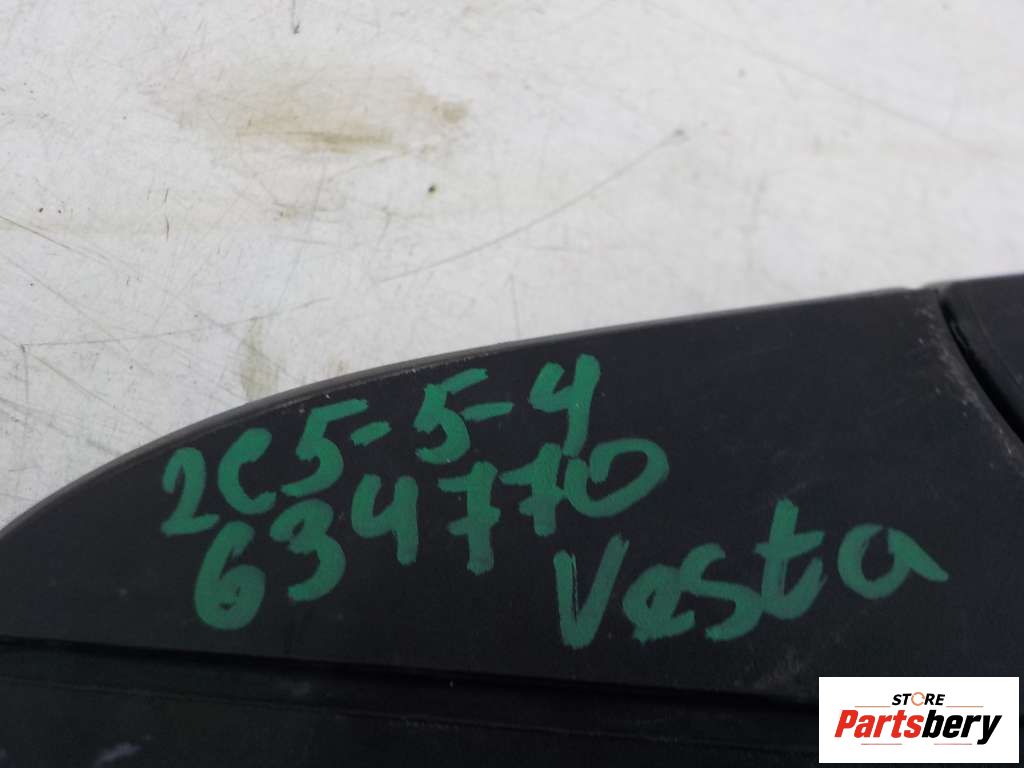 2C5-5-4
634770
Vesta
STORE
Partsbery